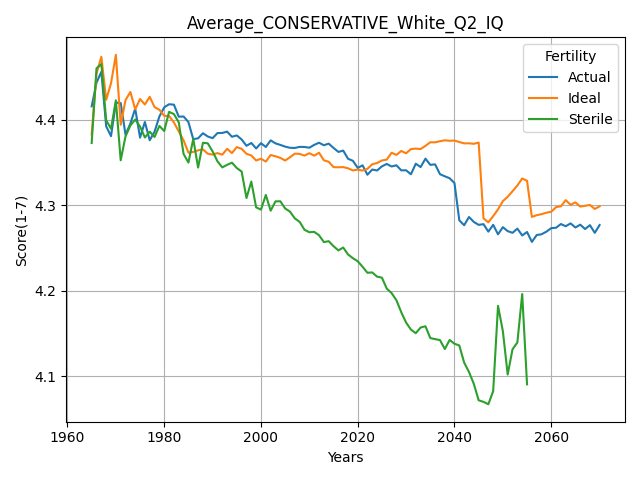 Average_CONSERVATIVE_White_Q2_IQ
Fertility
Actual
Ideal
Sterile
Score(1-7)
4.4
4.3
4.2
4.1
1960 1980 2000 2020 2040 2060
Years